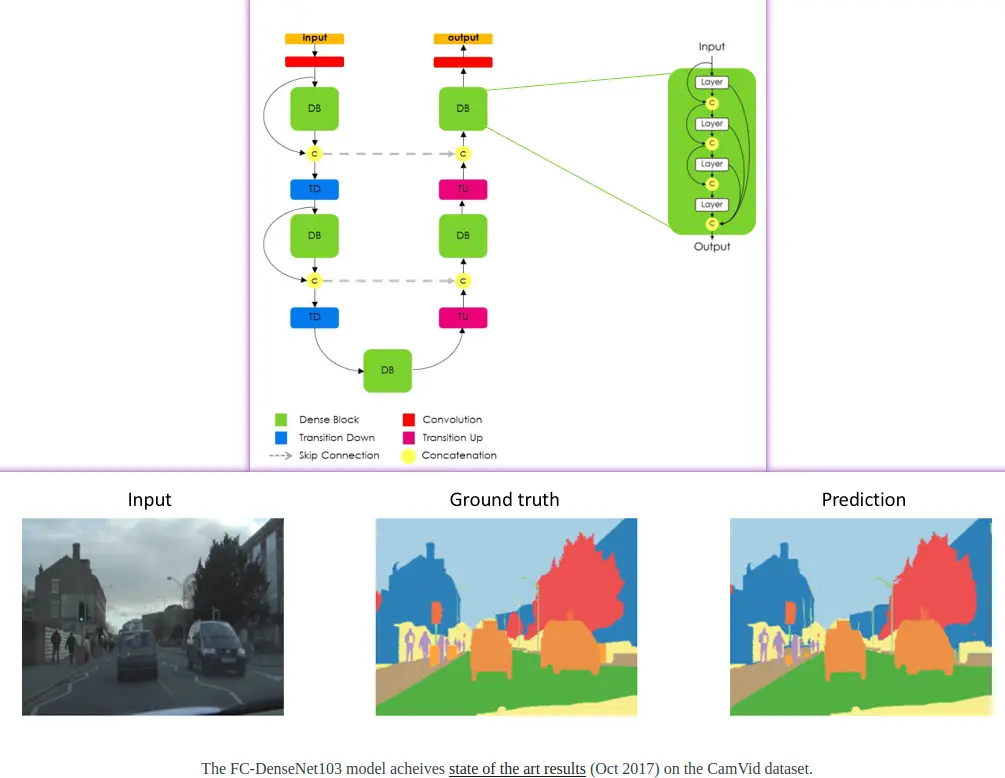 input
output
Input
DB
DB
Layer
C
Layer
C
Layer
C
Layer
C
Output
C
C
TD
TU
DB
DB
C
C
TD
TU
DB
Dense Block
Convolution
Transition Down
Transition Up
Skip Connection
Concatenation
Input
Ground truth
Prediction
The FC-DenseNet103 model acheives state of the art results (Oct 2017) on the CamVid dataset.